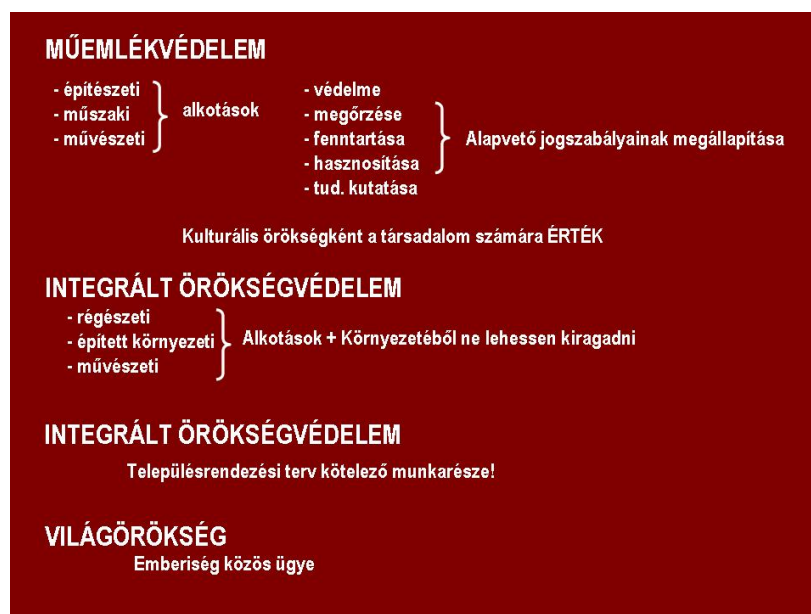 MŰEMLÉKVÉDELEM
- építészeti
- műszaki
- művészeti
alkotások
- védelme
- megőrzése
- fenntartása
- hasznosítása
- tud. kutatása
Alapvető jogszabályainak megállapítása
Kulturális örökségként a társadalom számára ÉRTÉK
INTEGRÁLT ÖRÖKSÉGVÉDELEM
- régészeti
- épített környezeti
- művészeti
Alkotások + Környezetéből ne lehessen kiragadni
INTEGRÁLT ÖRÖKSÉGVÉDELEM
Településrendezési terv kötelező munkarésze!
VILÁGÖRÖKSÉG
Emberiség közös ügye